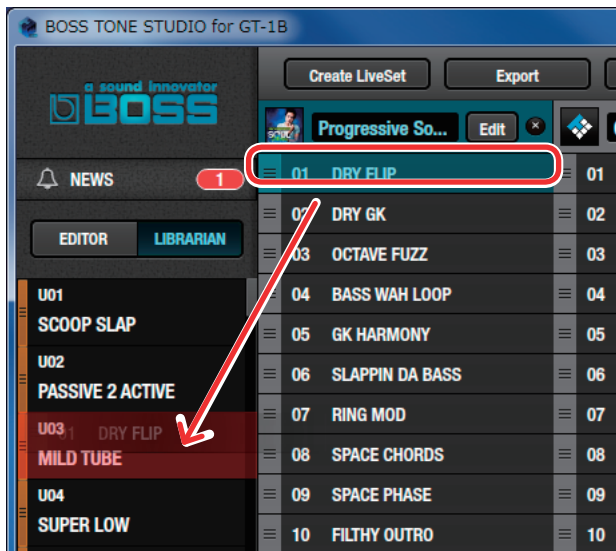 BOSS TONE STUDIO for GT-1B
a sound innovator
BOSS
NEWS
1
EDITOR
LIBRARIAN
U01
SCOOP SLAP
U02
PASSIVE 2 ACTIVE
U03
01 DRY FLIP
MILD TUBE
U04
SUPER LOW
Create LiveSet
Export
Progressive So...
Edit
01 DRY FLIP
02 DRY GK
03 OCTAVE FUZZ
04 BASS WAH LOOP
05 GK HARMONY
06 SLAPPIN DA BASS
07 RING MOD
08 SPACE CHORDS
09 SPACE PHASE
10 FILTHY OUTRO
01
02
03
04
05
06
07
08
09
10